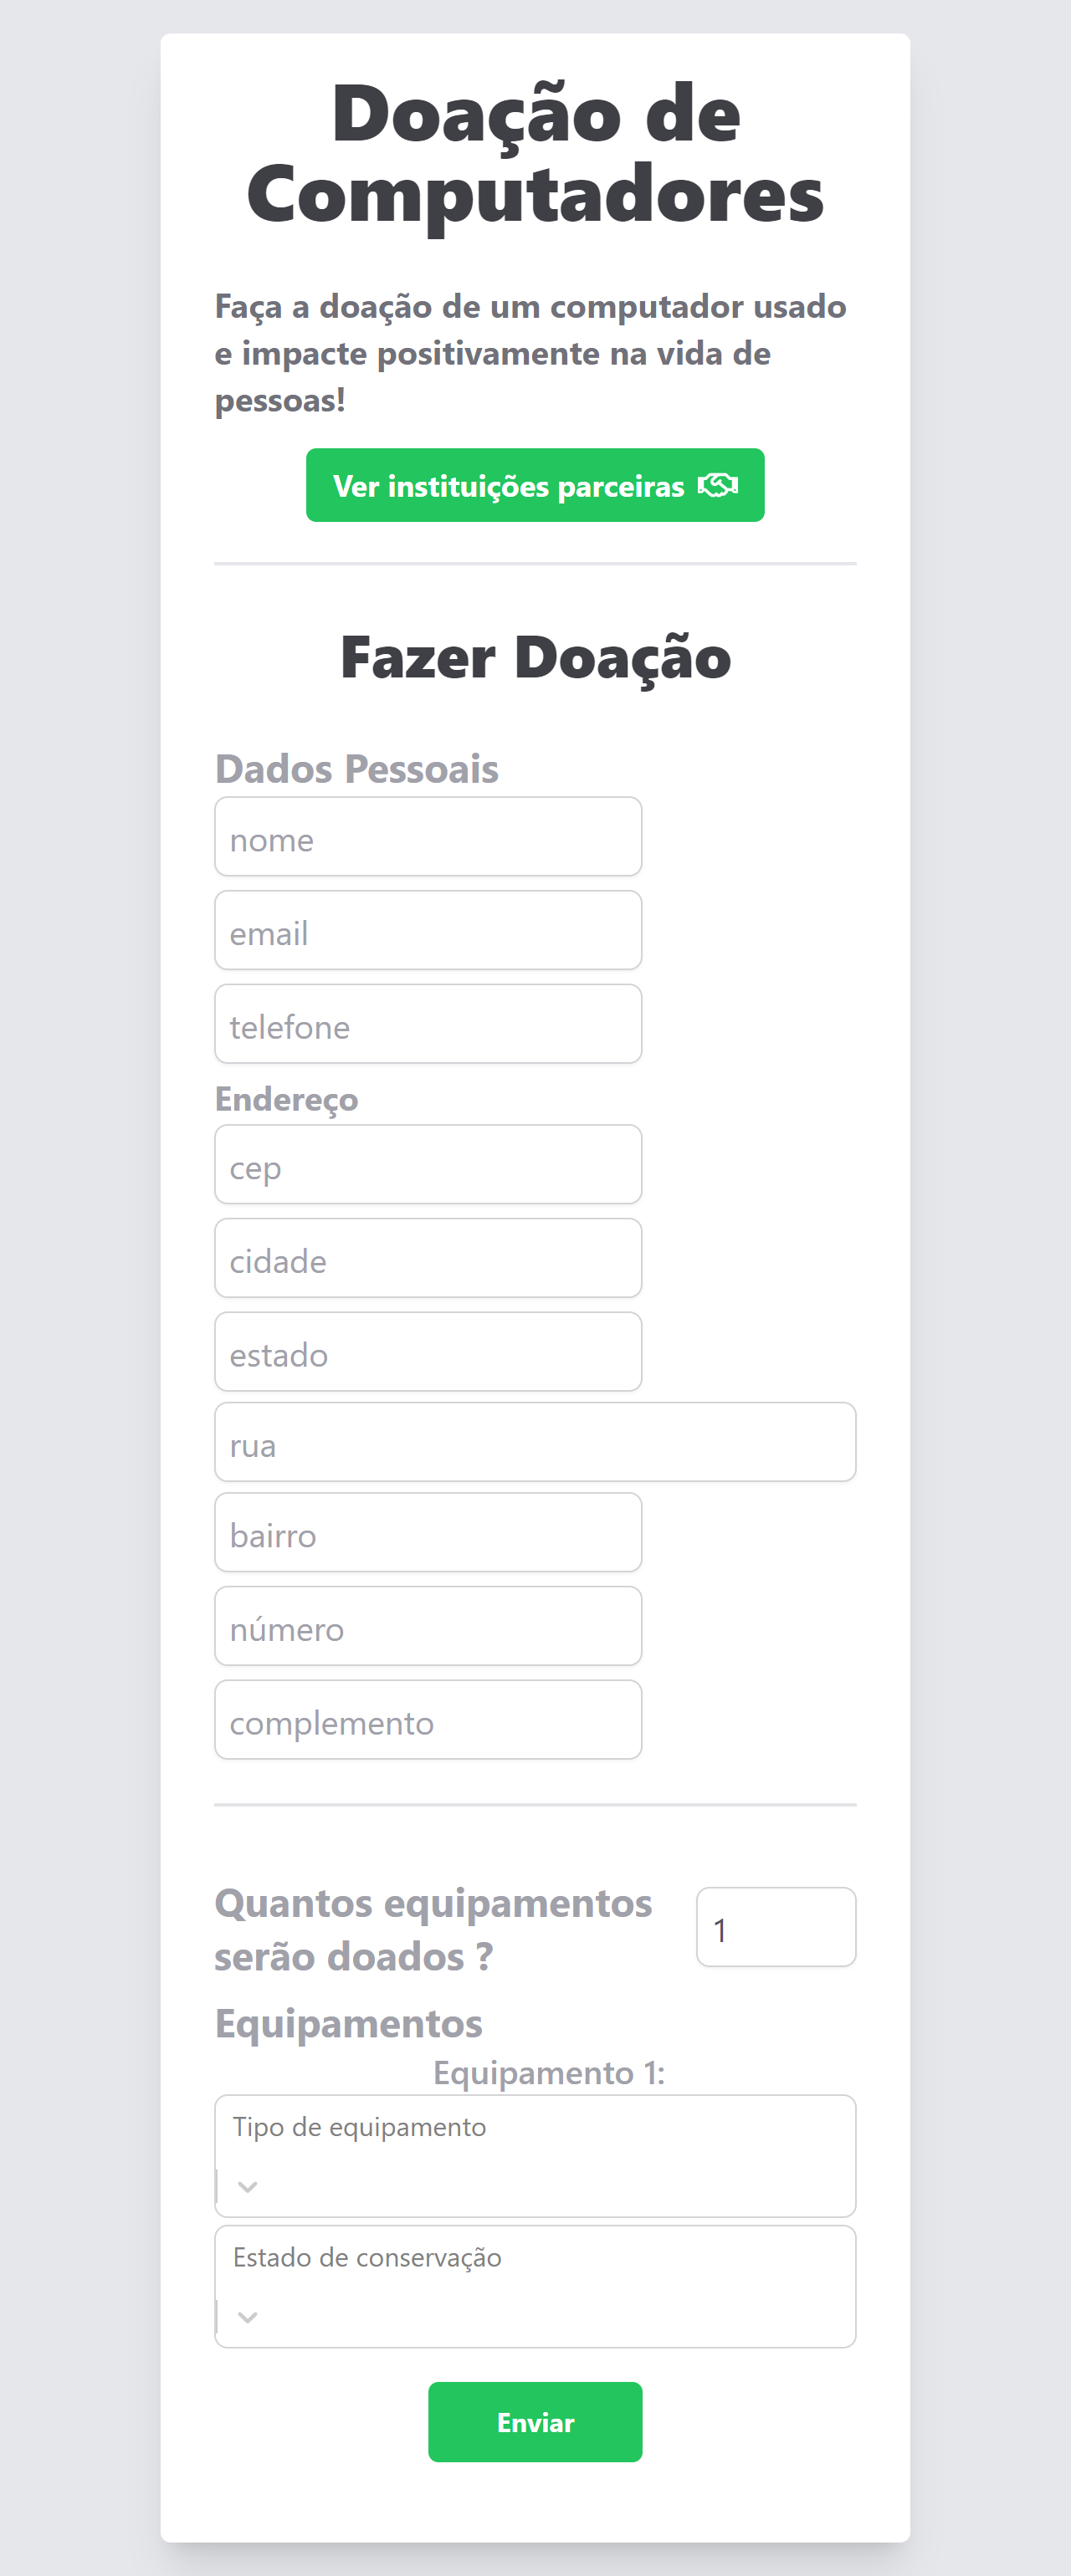 Doação de
Computadores
Faça a doação de um computador usado
e impacte positivamente na vida de
pessoas!
Ver instituições parceiras
Fazer Doação
Dados Pessoais
nome
email
telefone
Endereço
cep
cidade
estado
rua
bairro
número
complemento
Quantos equipamentos
serão doados ?
1
Equipamentos
Equipamento 1:
Tipo de equipamento
Estado de conservação
Enviar